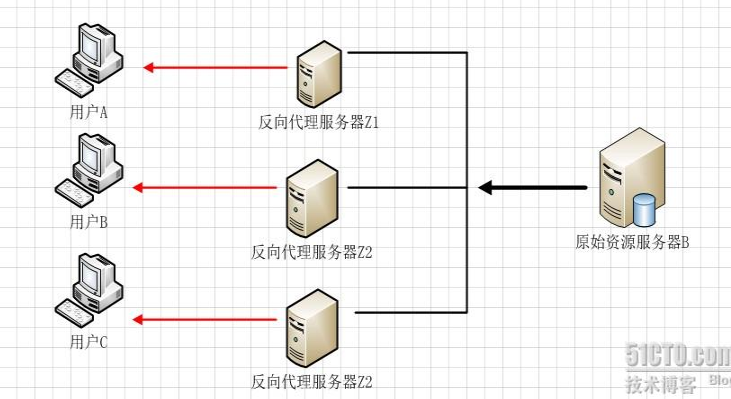 用户A
反向代理服务器Z1
用户B
反向代理服务器Z2
原始资源服务器B
用户C
反向代理服务器Z2
51CTO.com
技术博客 Blog